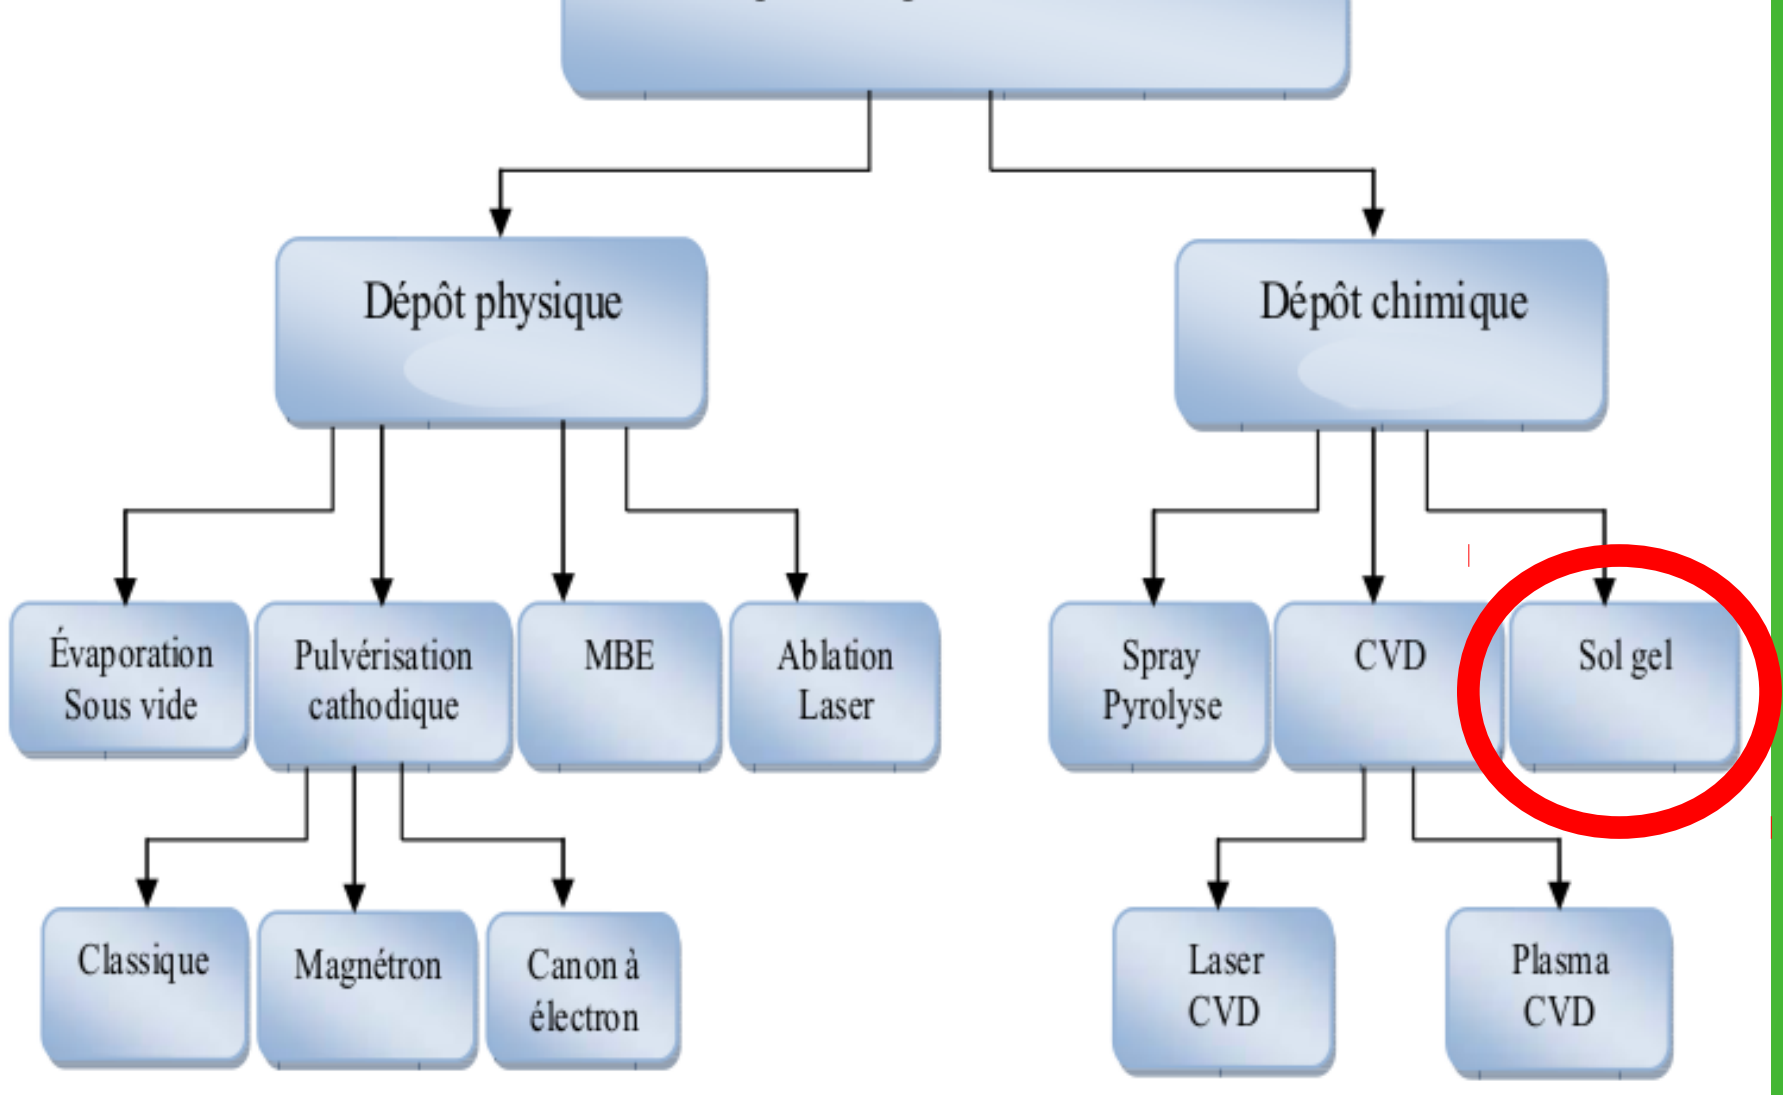 Dépôt physique
Dépôt chimique
Évaporation
Sous vide
Pulvérisation
cathodique
MBE
Ablation
Laser
Spray
Pyrolyse
CVD
Sol gel
Classique
Magnétron
Canon à
électron
Laser
CVD
Plasma
CVD